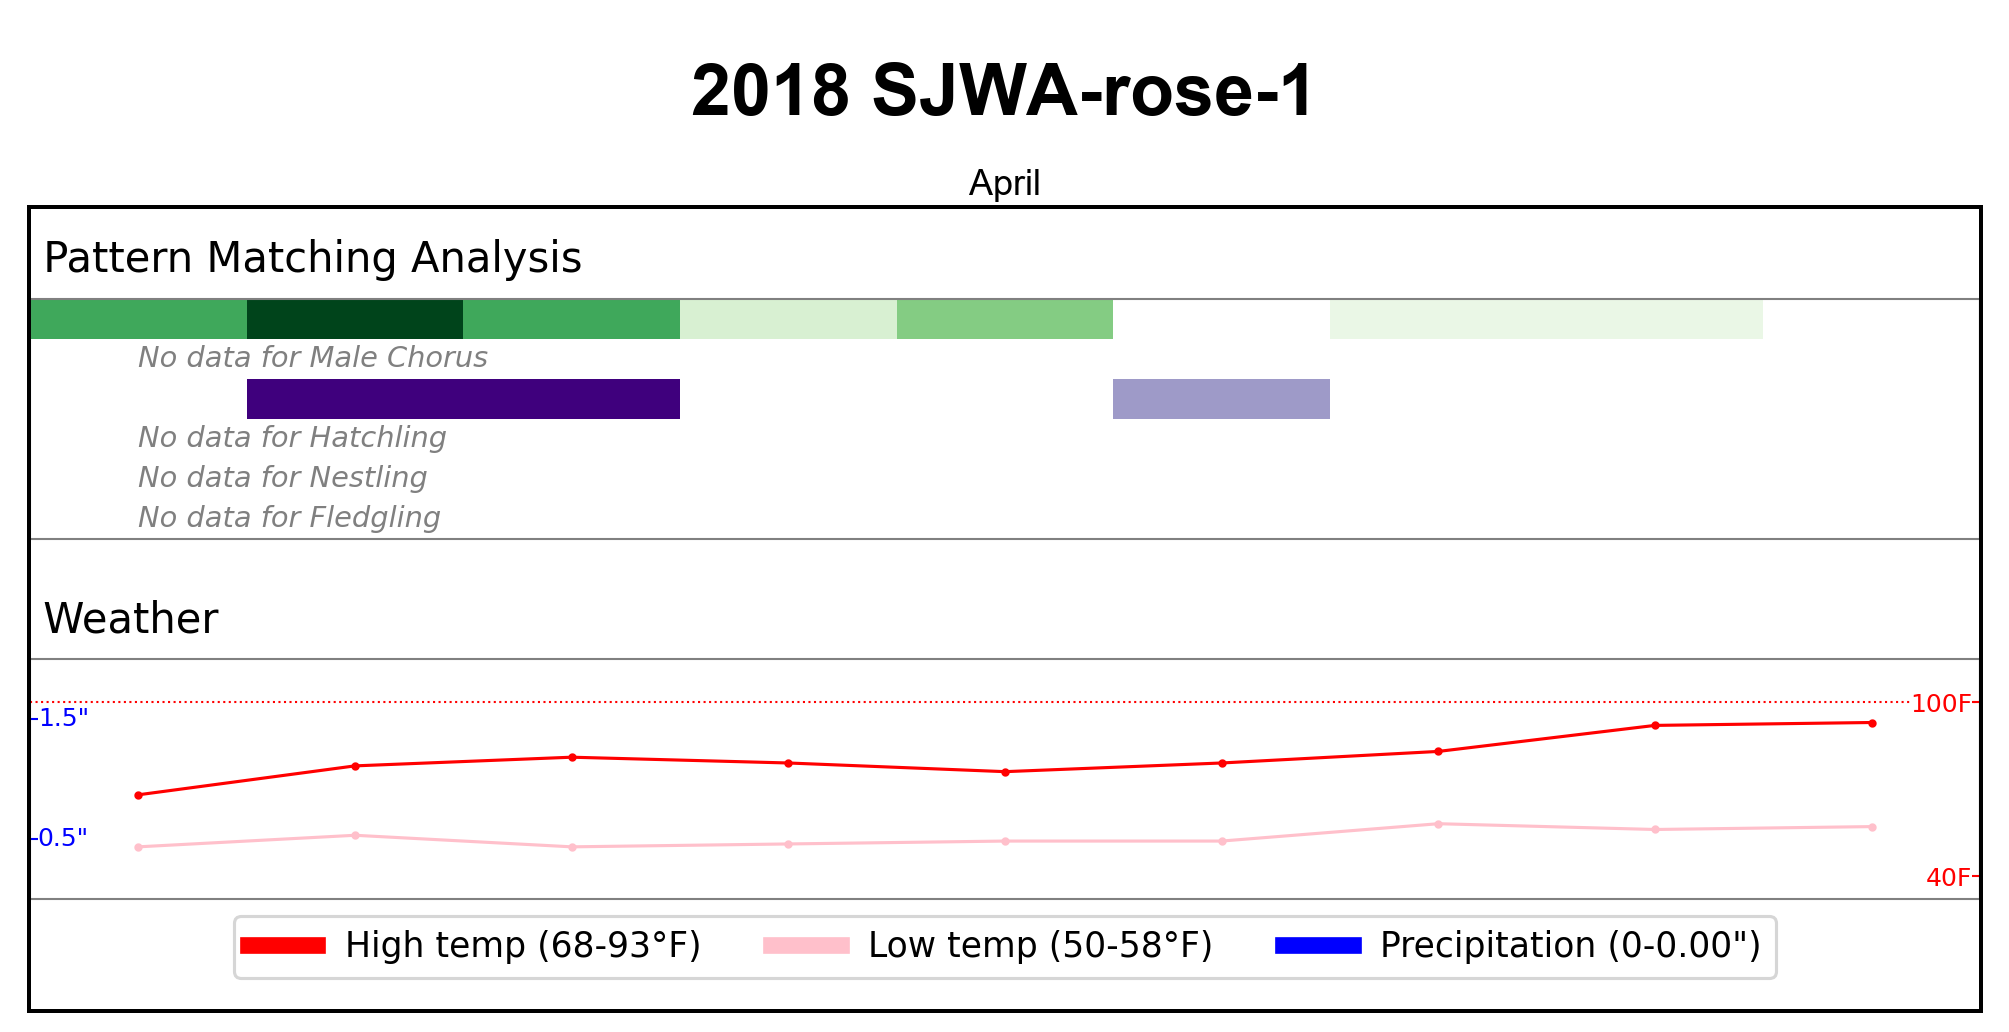 2018 SJWA-rose-1
April
Pattern Matching Analysis
No data for Male Chorus
No data for Hatchling
No data for Nestling
No data for Fledgling
Weather
100F
1.5"
0.5"
40F
High temp (68-93°F) Low temp (50-58°F) Precipitation (0-0.00")